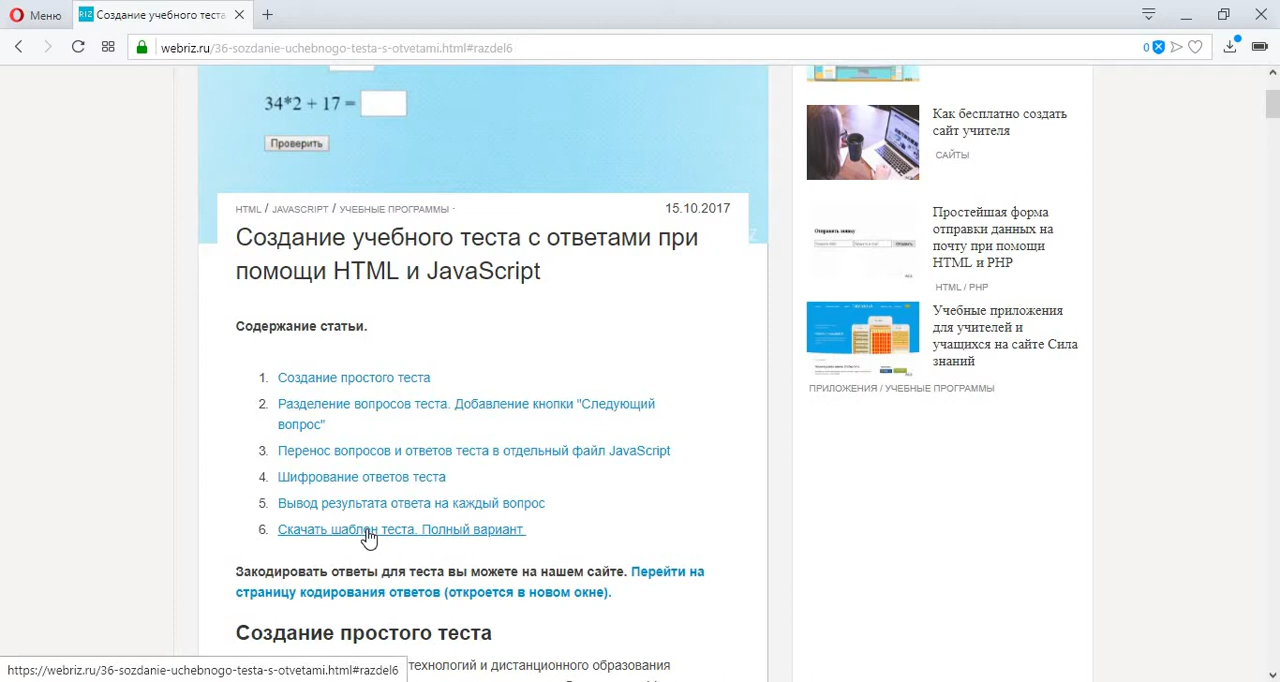 Меню
RIZ Создание учебного теста
webriz.ru/36-sozdanie-uchebnogo-testa-s-otvetami.html#razdel6
0
34*2 + 17 =
Проверить
HTML / JAVASCRIPT / УЧЕБНЫЕ ПРОГРАММЫ -
15.10.2017
Создание учебного теста с ответами при
помощи HTML и JavaScript
Содержание статьи.
1. Создание простого теста
2. Разделение вопросов теста. Добавление кнопки "Следующий
вопрос"
3. Перенос вопросов и ответов теста в отдельный файл JavaScript
4. Шифрование ответов теста
5. Вывод результата ответа на каждый вопрос
6. Скачать шаблон теста. Полный вариант
Закодировать ответы для теста вы можете на нашем сайте. Перейти на
страницу кодирования ответов (откроется в новом окне).
Создание простого теста
технологий и дистанционного образования
https://webriz.ru/36-sozdanie-uchebnogo-testa-s-otvetami.html#razdel6
Как бесплатно создать
сайт учителя
САЙТЫ
Отправить заявку
Простейшая форма
отправки данных на
почту при помощи
HTML и PHP
HTML / PHP
Учебные приложения
для учителей и
учащихся на сайте Сила
знаний
ПРИЛОЖЕНИЯ / УЧЕБНЫЕ ПРОГРАММЫ